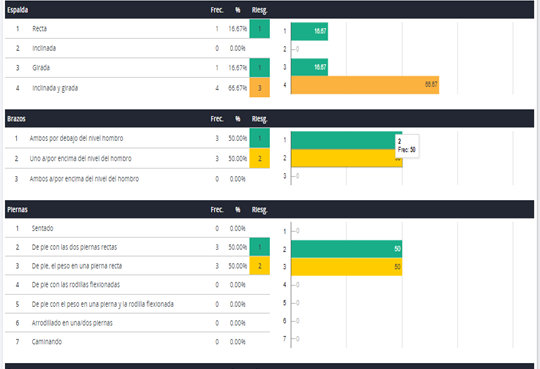 Espalda Frec. % Riesg.
1 Recta 1 16.67% 1
2 Inclinada 0 0.00%
3 Girada 1 16.67% 1
4 Inclinada y girada 4 66.67% 3
1 16.67
2 0
3 16.67
4 66.67
Brazos Frec. % Riesg.
1 Ambos por debajo del nivel hombro 3 50.00% 1
2 Uno a/por encima del nivel del hombro 3 50.00% 2
3 Ambos a/por encima del nivel del hombro 0 0.00%
1
2
3 0
2
Frec: 50
Piernas Frec. % Riesg.
1 Sentado 0 0.00%
2 De pie con las dos piernas rectas 3 50.00% 1
3 De pie, el peso en una pierna recta 3 50.00% 2
4 De pie con las rodillas flexionadas 0 0.00%
5 De pie con el peso en una pierna y la rodilla flexionada 0 0.00%
6 Arrodillado en una/dos piernas 0 0.00%
7 Caminando 0 0.00%
1 0
2 50
3 50
4 0
5 0
6 0
7 0